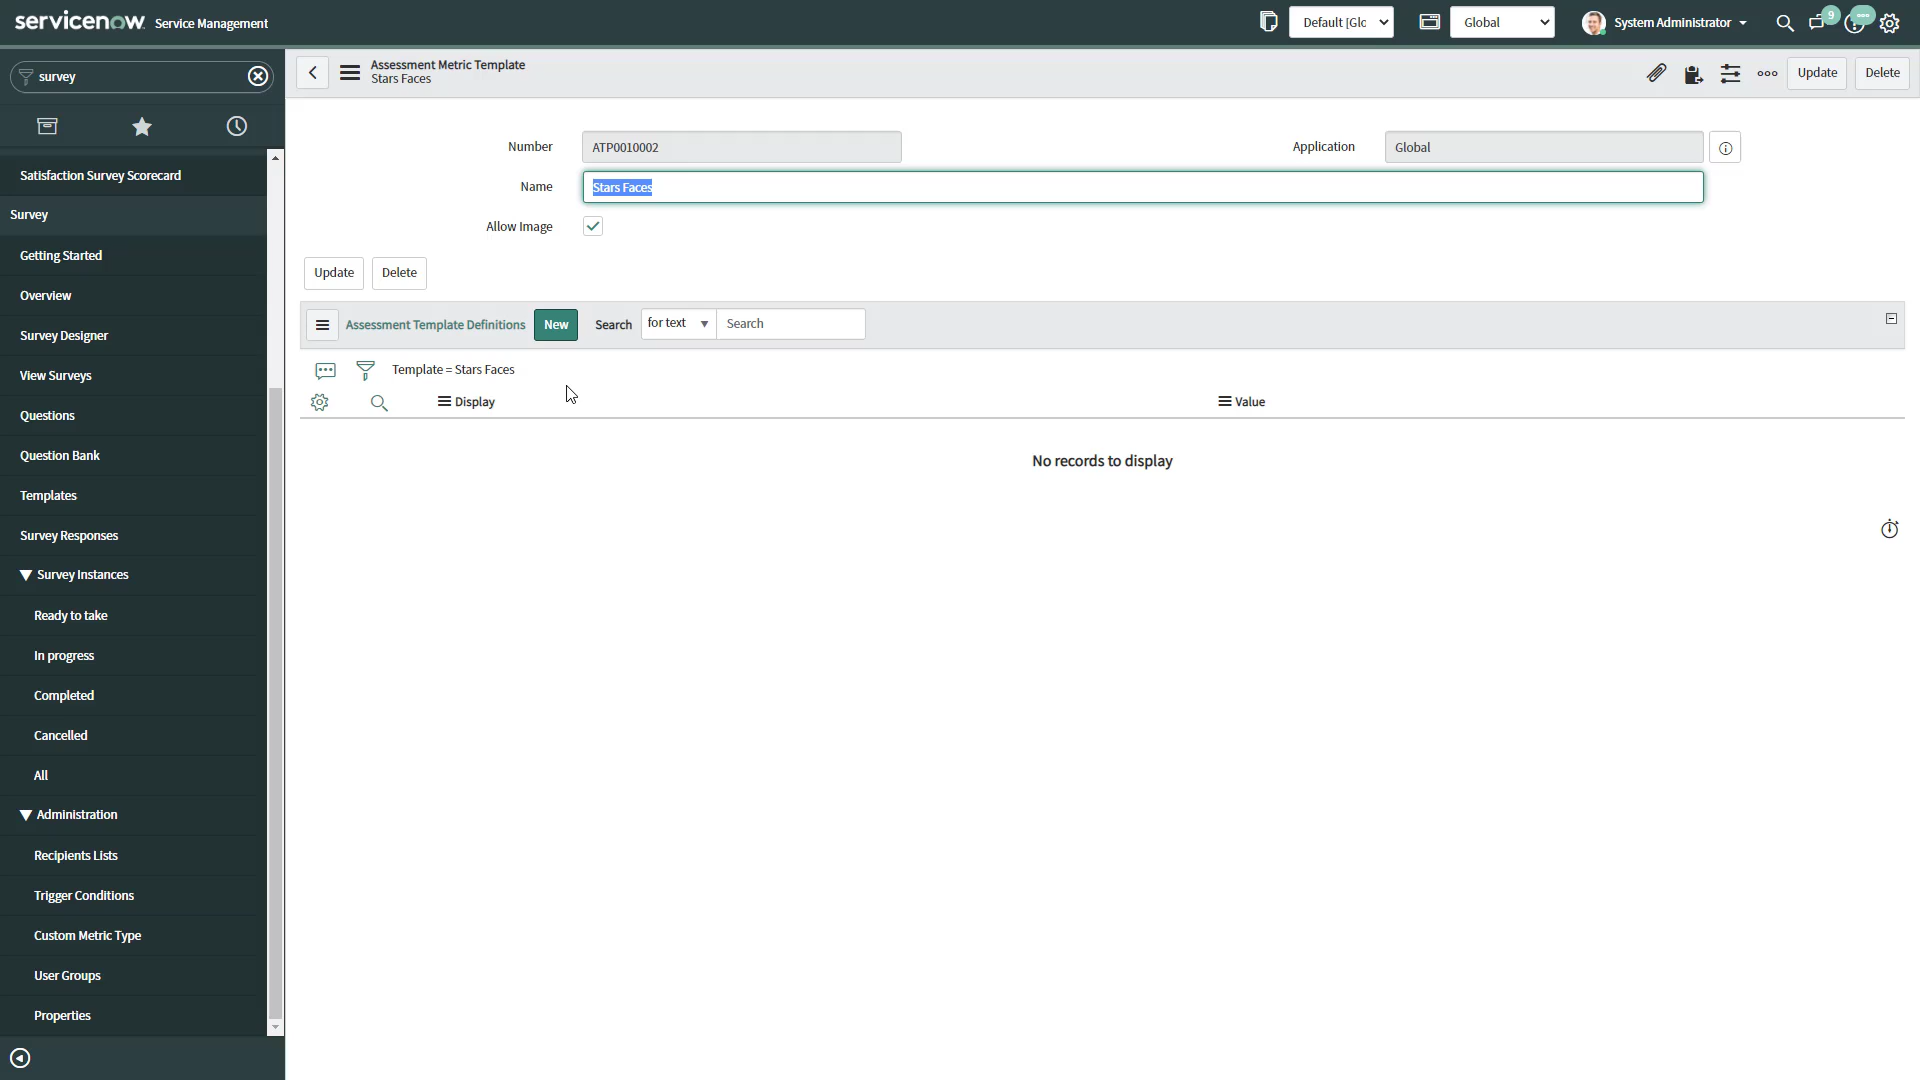 servicenow Service Management
Default [Glc
Global
System Administrator
9
survey
Satisfaction Survey Scorecard
Survey
Getting Started
Overview
Survey Designer
View Surveys
Questions
Question Bank
Templates
Survey Responses
Survey Instances
Ready to take
In progress
Completed
Cancelled
All
Administration
Recipients Lists
Trigger Conditions
Custom Metric Type
User Groups
Properties
Assessment Metric Template
Stars Faces
Update Delete
Number ATP0010002
Application Global
Name Stars Faces
Allow Image
Update Delete
Assessment Template Definitions New Search for text Search
Template = Stars Faces
Display Value
No records to display